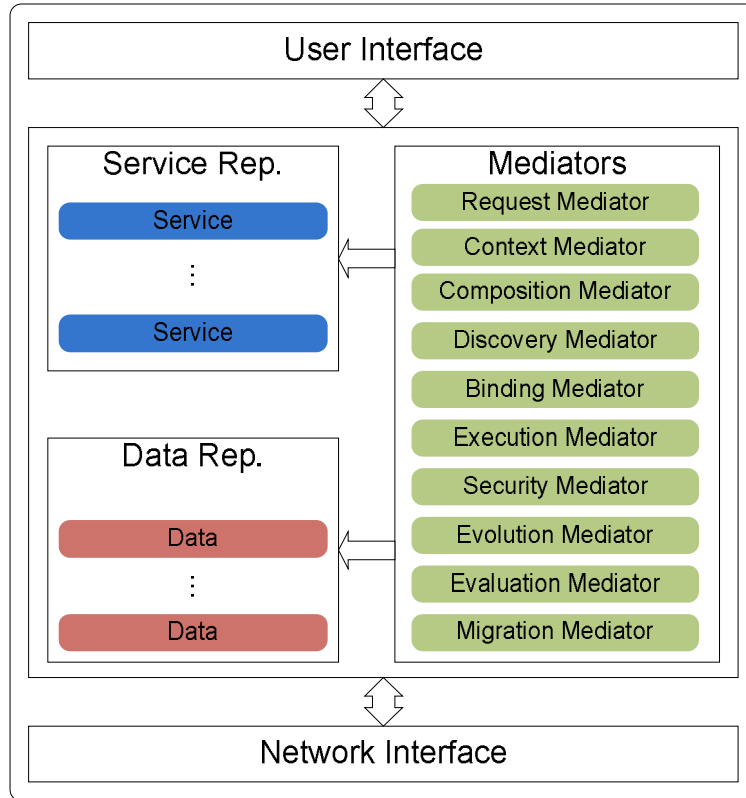 User Interface
Service Rep.
Service
⋮
Service
Data Rep.
Data
⋮
Data
Mediators
Request Mediator
Context Mediator
Composition Mediator
Discovery Mediator
Binding Mediator
Execution Mediator
Security Mediator
Evolution Mediator
Evaluation Mediator
Migration Mediator
Network Interface